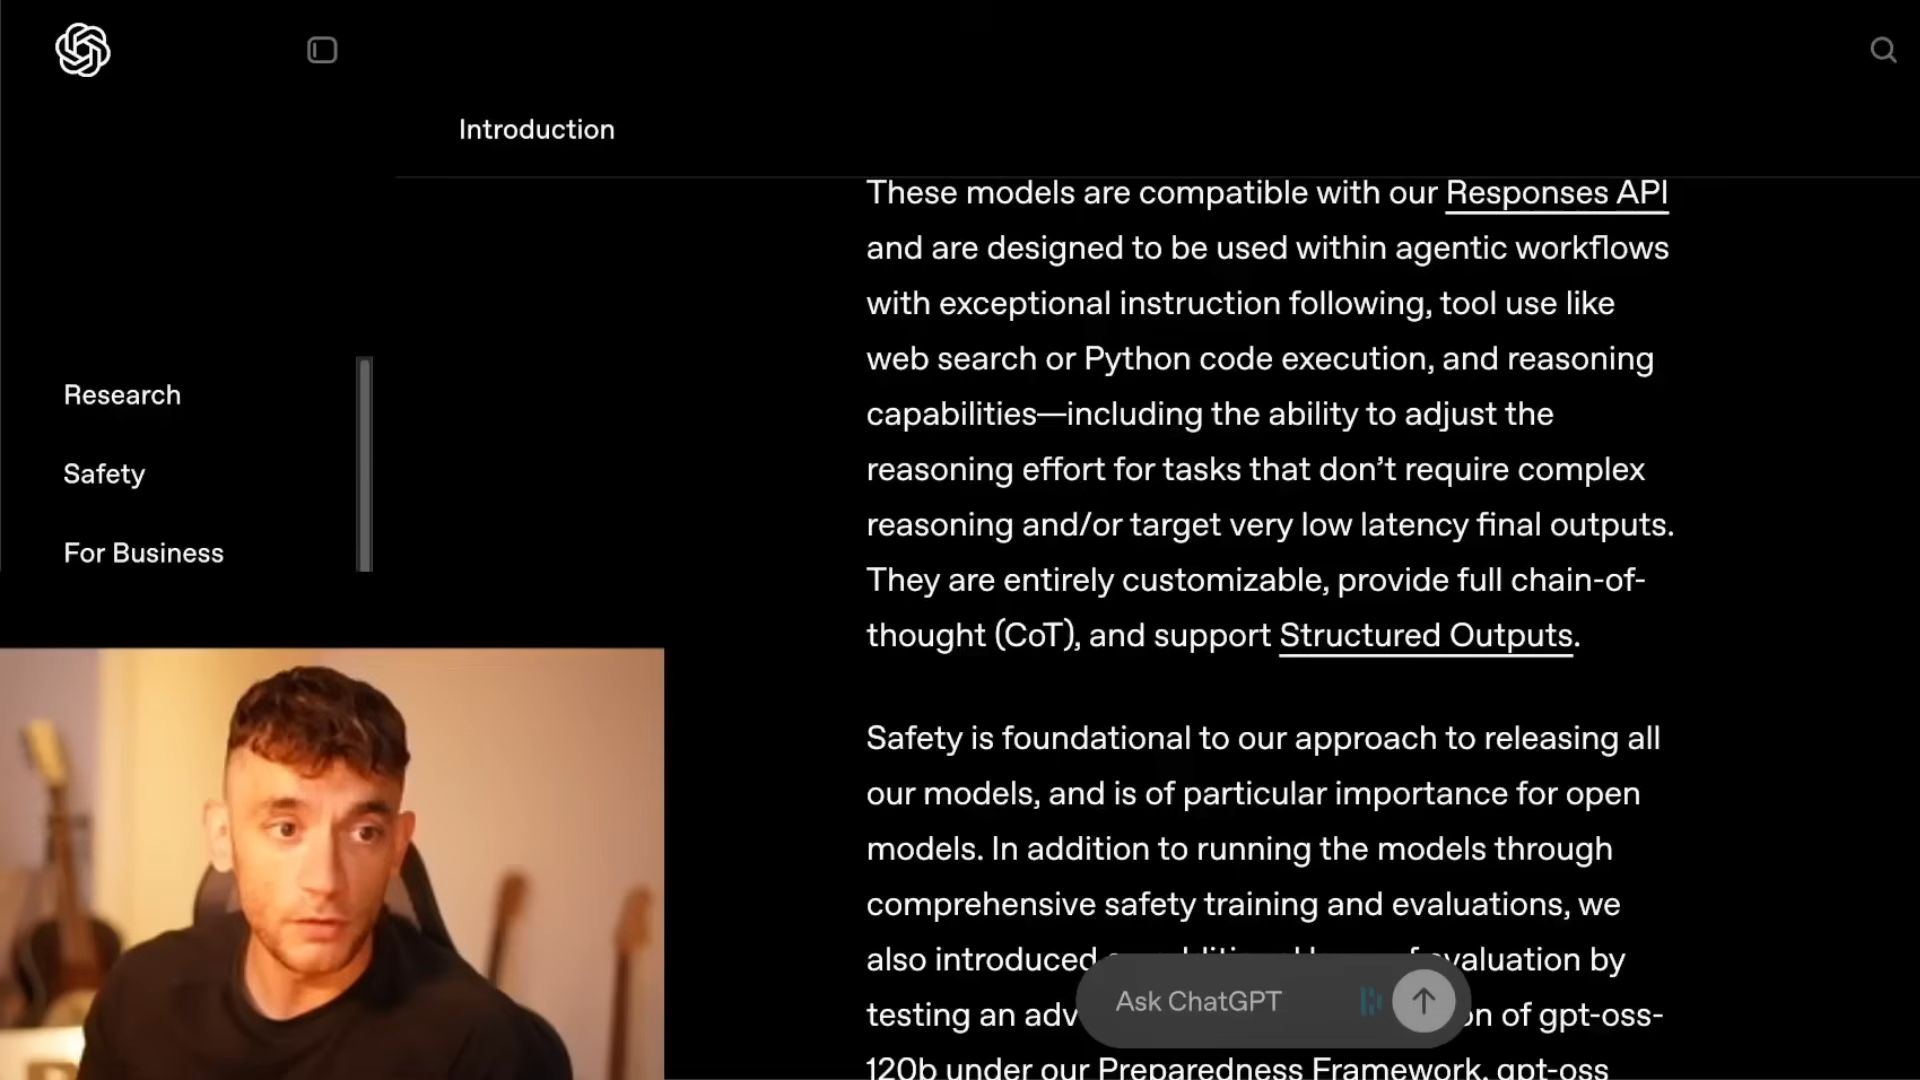 Introduction
Research
Safety
For Business
These models are compatible with our Responses API
and are designed to be used within agentic workflows
with exceptional instruction following, tool use like
web search or Python code execution, and reasoning
capabilities—including the ability to adjust the
reasoning effort for tasks that don’t require complex
reasoning and/or target very low latency final outputs.
They are entirely customizable, provide full chain-of-
thought (CoT), and support Structured Outputs.
Safety is foundational to our approach to releasing all
our models, and is of particular importance for open
models. In addition to running the models through
comprehensive safety training and evaluations, we
also introduced evaluation by
testing an of gpt-oss-
120b under our Preparedness Framework. gpt-oss
Ask ChatGPT